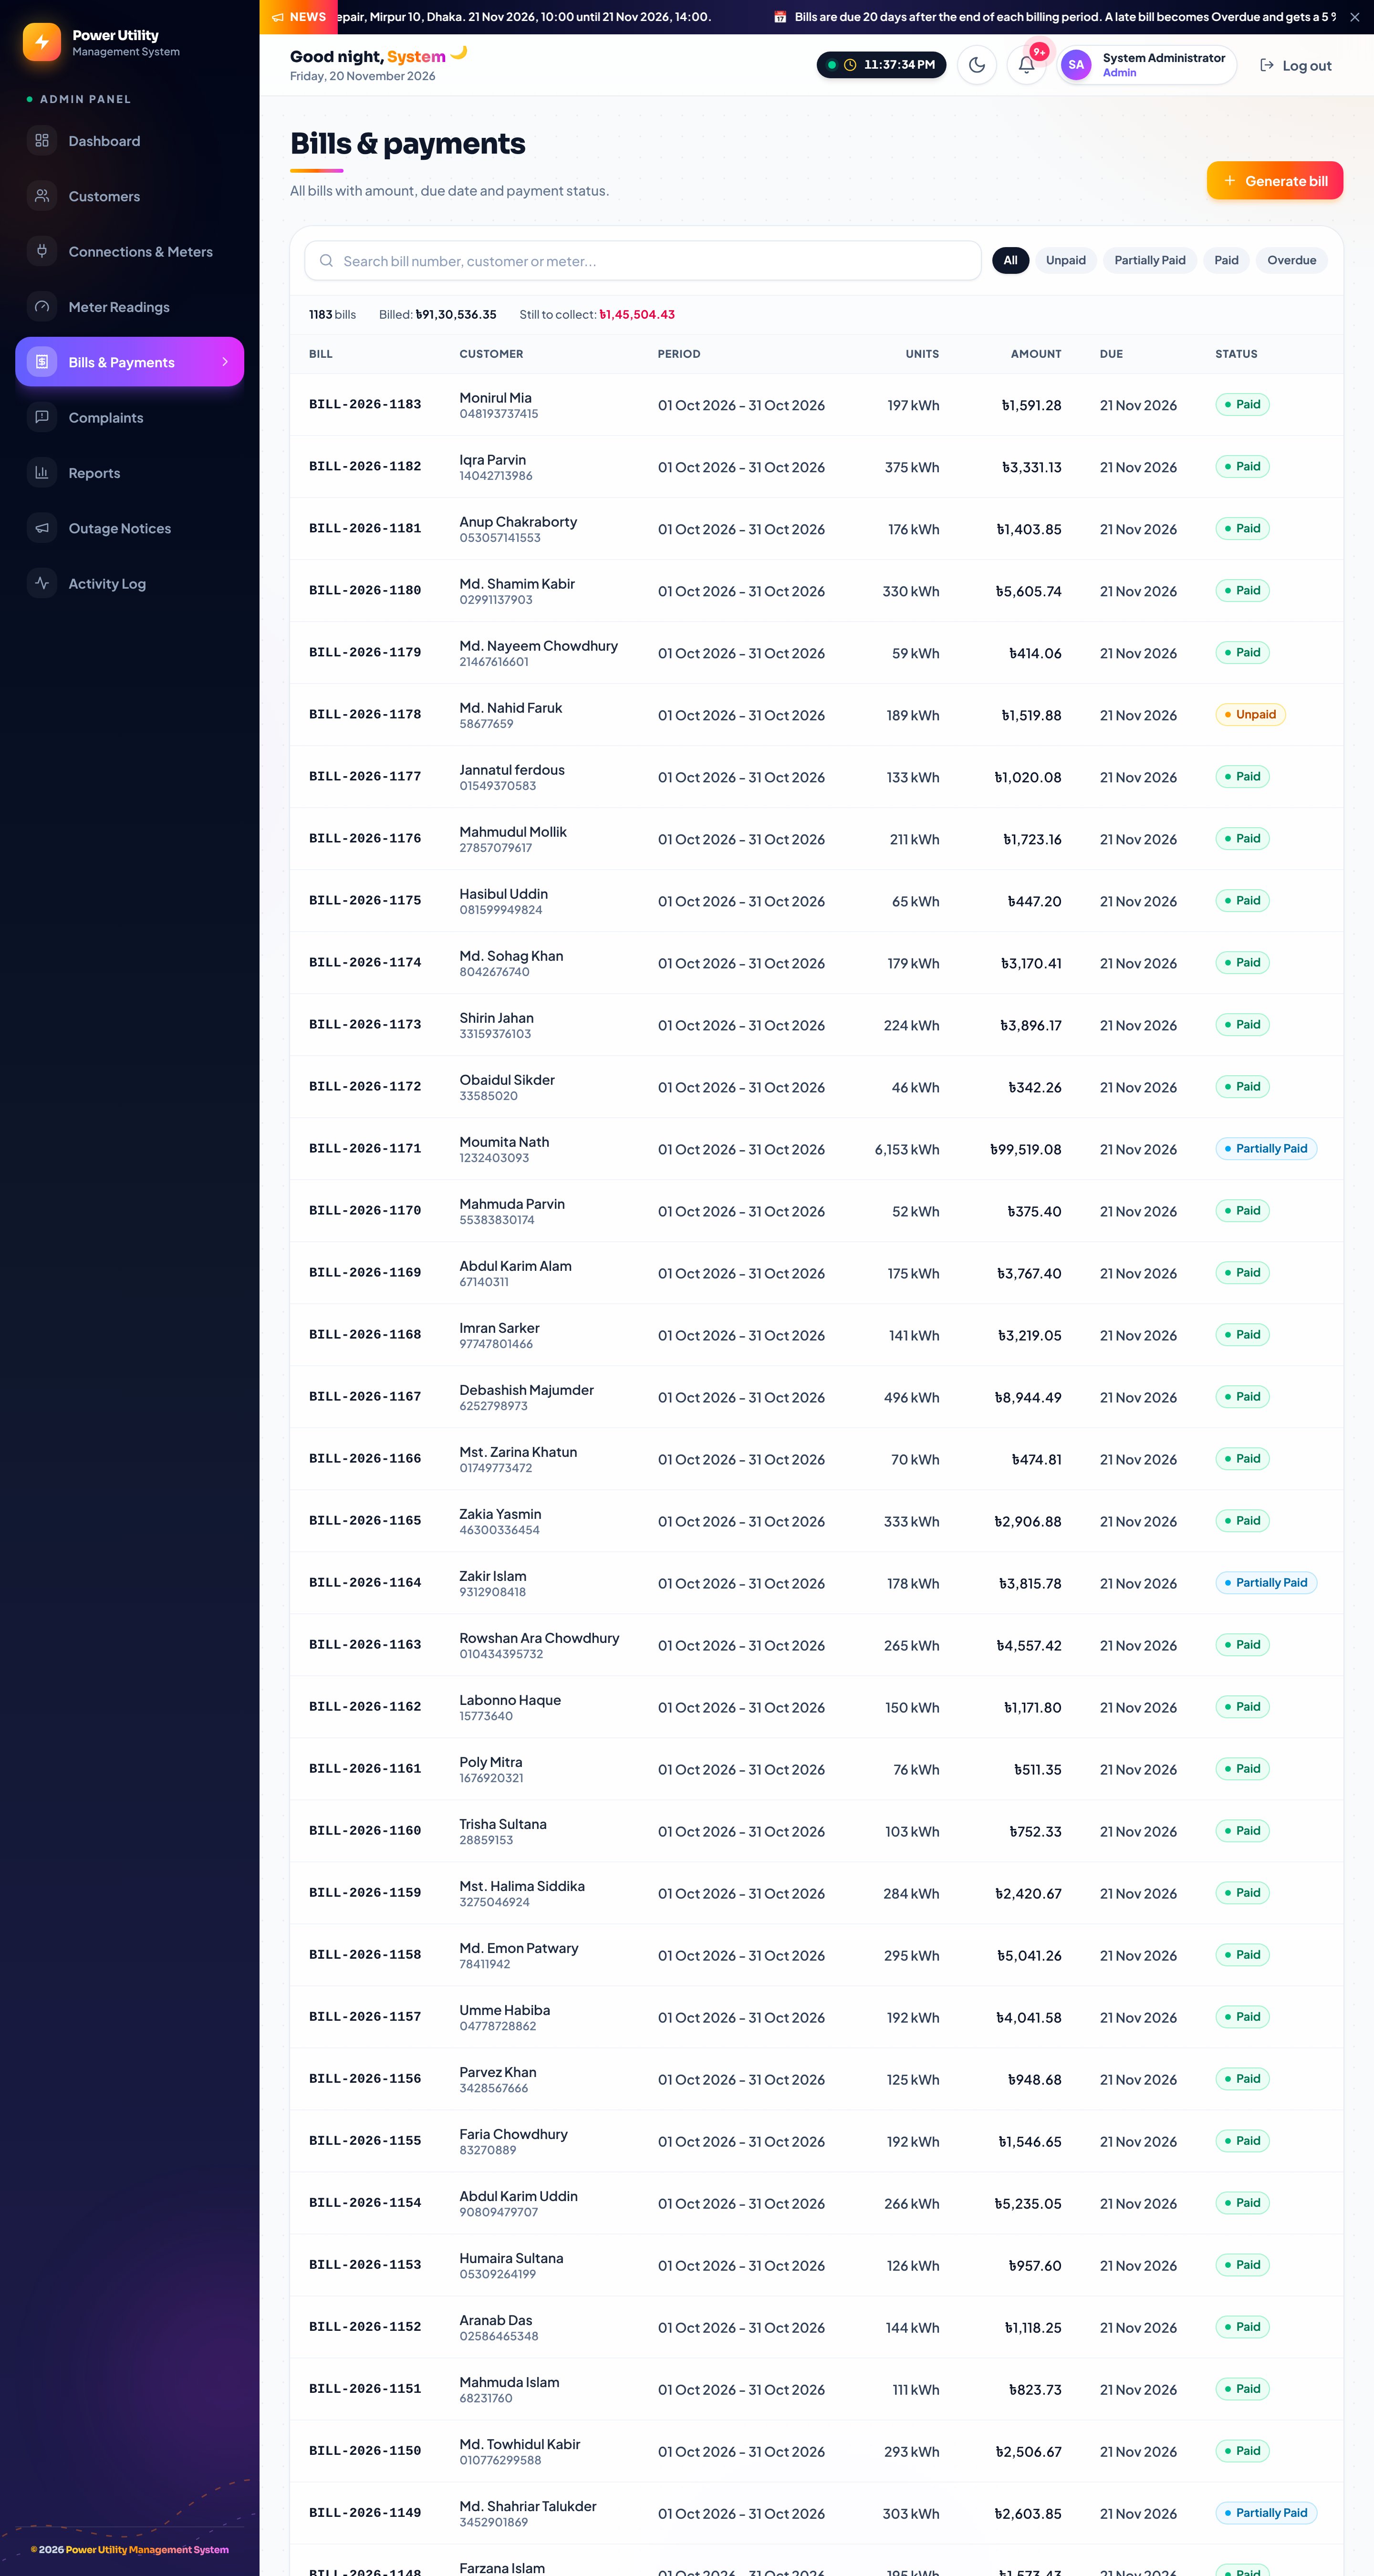 Power Utility
Management System
ADMIN PANEL
Dashboard
Customers
Connections & Meters
Meter Readings
Bills & Payments
Complaints
Reports
Outage Notices
Activity Log
© 2026 Power Utility Management System
NEWS
epair, Mirpur 10, Dhaka. 21 Nov 2026, 10:00 until 21 Nov 2026, 14:00. 📅 Bills are due 20 days after the end of each billing period. A late bill becomes Overdue and gets a 5 %
Good night, System 🌙
Friday, 20 November 2026
11:37:34 PM
9+
SA
System Administrator
Admin
Log out
Bills & payments
All bills with amount, due date and payment status.
Generate bill
Search bill number, customer or meter...
All Unpaid Partially Paid Paid Overdue
1183 bills Billed: ৳91,30,536.35 Still to collect: ৳1,45,504.43
BILL CUSTOMER PERIOD UNITS AMOUNT DUE STATUS
BILL-2026-1183 Monirul Mia 01 Oct 2026 - 31 Oct 2026 197 kWh ৳1,591.28 21 Nov 2026 Paid
048193737415
BILL-2026-1182 Iqra Parvin 01 Oct 2026 - 31 Oct 2026 375 kWh ৳3,331.13 21 Nov 2026 Paid
14042713986
BILL-2026-1181 Anup Chakraborty 01 Oct 2026 - 31 Oct 2026 176 kWh ৳1,403.85 21 Nov 2026 Paid
053057141553
BILL-2026-1180 Md. Shamim Kabir 01 Oct 2026 - 31 Oct 2026 330 kWh ৳5,605.74 21 Nov 2026 Paid
02991137903
BILL-2026-1179 Md. Nayeem Chowdhury 01 Oct 2026 - 31 Oct 2026 59 kWh ৳414.06 21 Nov 2026 Paid
21467616601
BILL-2026-1178 Md. Nahid Faruk 01 Oct 2026 - 31 Oct 2026 189 kWh ৳1,519.88 21 Nov 2026 Unpaid
58677659
BILL-2026-1177 Jannatul ferdous 01 Oct 2026 - 31 Oct 2026 133 kWh ৳1,020.08 21 Nov 2026 Paid
01549370583
BILL-2026-1176 Mahmudul Mollik 01 Oct 2026 - 31 Oct 2026 211 kWh ৳1,723.16 21 Nov 2026 Paid
27857079617
BILL-2026-1175 Hasibul Uddin 01 Oct 2026 - 31 Oct 2026 65 kWh ৳447.20 21 Nov 2026 Paid
081599949824
BILL-2026-1174 Md. Sohag Khan 01 Oct 2026 - 31 Oct 2026 179 kWh ৳3,170.41 21 Nov 2026 Paid
8042676740
BILL-2026-1173 Shirin Jahan 01 Oct 2026 - 31 Oct 2026 224 kWh ৳3,896.17 21 Nov 2026 Paid
33159376103
BILL-2026-1172 Obaidul Sikder 01 Oct 2026 - 31 Oct 2026 46 kWh ৳342.26 21 Nov 2026 Paid
33585020
BILL-2026-1171 Moumita Nath 01 Oct 2026 - 31 Oct 2026 6,153 kWh ৳99,519.08 21 Nov 2026 Partially Paid
1232403093
BILL-2026-1170 Mahmuda Parvin 01 Oct 2026 - 31 Oct 2026 52 kWh ৳375.40 21 Nov 2026 Paid
55383830174
BILL-2026-1169 Abdul Karim Alam 01 Oct 2026 - 31 Oct 2026 175 kWh ৳3,767.40 21 Nov 2026 Paid
67140311
BILL-2026-1168 Imran Sarker 01 Oct 2026 - 31 Oct 2026 141 kWh ৳3,219.05 21 Nov 2026 Paid
97747801466
BILL-2026-1167 Debashish Majumder 01 Oct 2026 - 31 Oct 2026 496 kWh ৳8,944.49 21 Nov 2026 Paid
6252798973
BILL-2026-1166 Mst. Zarina Khatun 01 Oct 2026 - 31 Oct 2026 70 kWh ৳474.81 21 Nov 2026 Paid
01749773472
BILL-2026-1165 Zakia Yasmin 01 Oct 2026 - 31 Oct 2026 333 kWh ৳2,906.88 21 Nov 2026 Paid
46300336454
BILL-2026-1164 Zakir Islam 01 Oct 2026 - 31 Oct 2026 178 kWh ৳3,815.78 21 Nov 2026 Partially Paid
9312908418
BILL-2026-1163 Rowshan Ara Chowdhury 01 Oct 2026 - 31 Oct 2026 265 kWh ৳4,557.42 21 Nov 2026 Paid
010434395732
BILL-2026-1162 Labonno Haque 01 Oct 2026 - 31 Oct 2026 150 kWh ৳1,171.80 21 Nov 2026 Paid
15773640
BILL-2026-1161 Poly Mitra 01 Oct 2026 - 31 Oct 2026 76 kWh ৳511.35 21 Nov 2026 Paid
1676920321
BILL-2026-1160 Trisha Sultana 01 Oct 2026 - 31 Oct 2026 103 kWh ৳752.33 21 Nov 2026 Paid
28859153
BILL-2026-1159 Mst. Halima Siddika 01 Oct 2026 - 31 Oct 2026 284 kWh ৳2,420.67 21 Nov 2026 Paid
3275046924
BILL-2026-1158 Md. Emon Patwary 01 Oct 2026 - 31 Oct 2026 295 kWh ৳5,041.26 21 Nov 2026 Paid
78411942
BILL-2026-1157 Umme Habiba 01 Oct 2026 - 31 Oct 2026 192 kWh ৳4,041.58 21 Nov 2026 Paid
04778728862
BILL-2026-1156 Parvez Khan 01 Oct 2026 - 31 Oct 2026 125 kWh ৳948.68 21 Nov 2026 Paid
3428567666
BILL-2026-1155 Faria Chowdhury 01 Oct 2026 - 31 Oct 2026 192 kWh ৳1,546.65 21 Nov 2026 Paid
83270889
BILL-2026-1154 Abdul Karim Uddin 01 Oct 2026 - 31 Oct 2026 266 kWh ৳5,235.05 21 Nov 2026 Paid
90809479707
BILL-2026-1153 Humaira Sultana 01 Oct 2026 - 31 Oct 2026 126 kWh ৳957.60 21 Nov 2026 Paid
05309264199
BILL-2026-1152 Aranab Das 01 Oct 2026 - 31 Oct 2026 144 kWh ৳1,118.25 21 Nov 2026 Paid
02586465348
BILL-2026-1151 Mahmuda Islam 01 Oct 2026 - 31 Oct 2026 111 kWh ৳823.73 21 Nov 2026 Paid
68231760
BILL-2026-1150 Md. Towhidul Kabir 01 Oct 2026 - 31 Oct 2026 293 kWh ৳2,506.67 21 Nov 2026 Paid
010776299588
BILL-2026-1149 Md. Shahriar Talukder 01 Oct 2026 - 31 Oct 2026 303 kWh ৳2,603.85 21 Nov 2026 Partially Paid
3452901869
BILL-2026-1148 Farzana Islam 01 Oct 2026 - 31 Oct 2026 195 kWh ৳1,573.43 21 Nov 2026 Paid